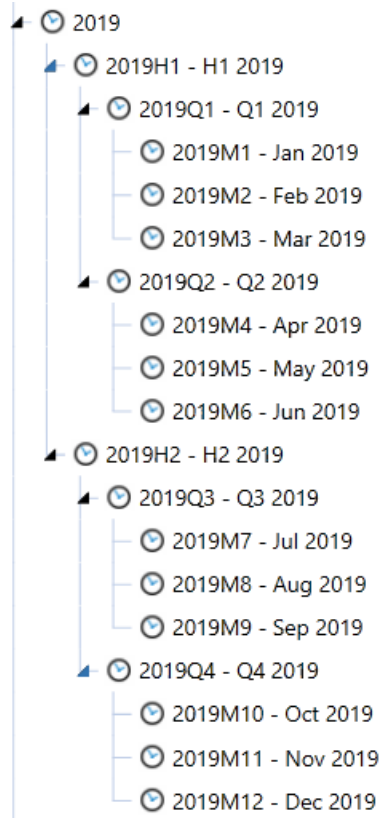 2019
2019H1 - H1 2019
2019Q1 - Q1 2019
2019M1 - Jan 2019
2019M2 - Feb 2019
2019M3 - Mar 2019
2019Q2 - Q2 2019
2019M4 - Apr 2019
2019M5 - May 2019
2019M6 - Jun 2019
2019H2 - H2 2019
2019Q3 - Q3 2019
2019M7 - Jul 2019
2019M8 - Aug 2019
2019M9 - Sep 2019
2019Q4 - Q4 2019
2019M10 - Oct 2019
2019M11 - Nov 2019
2019M12 - Dec 2019